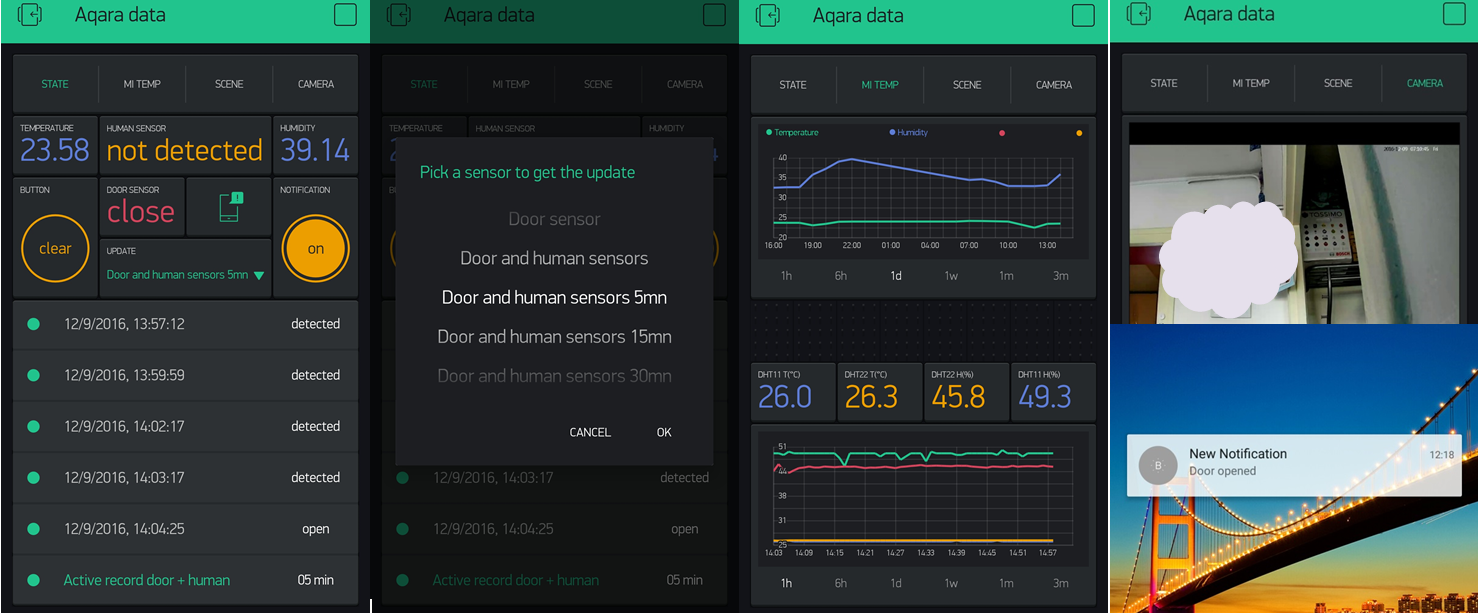 Aqara data
STATE
MI TEMP
SCENE
CAMERA
TEMPERATURE
23.58
HUMAN SENSOR
not detected
HUMIDITY
39.14
BUTTON
clear
DOOR SENSOR
close
UPDATE
Door and human sensors 5mn
NOTIFICATION
on
12/9/2016, 13:57:12 detected
12/9/2016, 13:59:59 detected
12/9/2016, 14:02:17 detected
12/9/2016, 14:03:17 detected
12/9/2016, 14:04:25 open
Active record door + human 05 min
Aqara data
STATE
MI TEMP
SCENE
CAMERA
TEMPERATURE
HUMAN SENSOR
HUMIDITY
Pick a sensor to get the update
Door sensor
Door and human sensors
Door and human sensors 5mn
Door and human sensors 15mn
Door and human sensors 30mn
CANCEL
OK
12/9/2016, 14:03:17 detected
12/9/2016, 14:04:25 open
Active record door + human 05 min
Aqara data
STATE
MI TEMP
SCENE
CAMERA
Temperature
Humidity
40
35
30
25
20
16:00 19:00 22:00 01:00 04:00 07:00 10:00 13:00
1h 6h 1d 1w 1m 3m
DHT11 T(°C)
26.0
DHT22 T(°C)
26.3
DHT22 H(%)
45.8
DHT11 H(%)
49.3
51
44
38
31
25
14:03 14:09 14:15 14:21 14:27 14:33 14:39 14:45 14:51 14:57
1h 6h 1d 1w 1m 3m
Aqara data
STATE
MI TEMP
SCENE
CAMERA
TOSSIMO
BOSCH
B
New Notification
12:18
Door opened